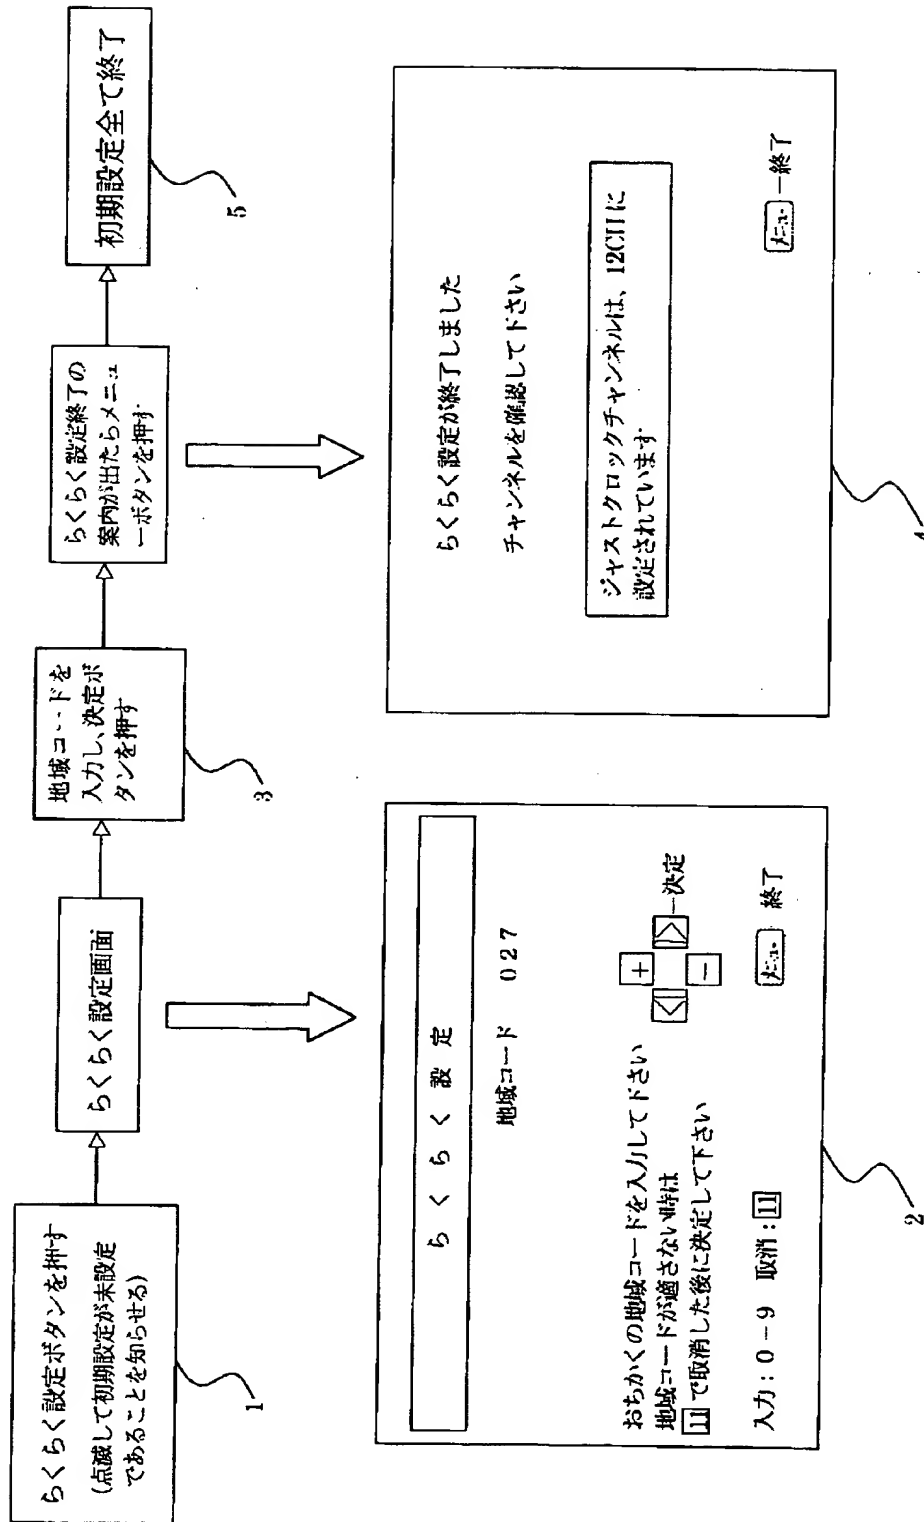 らくらく設定ボタンを押す
(点滅して初期設定が未設定
であることを知らせる)
1
らくらく設定画面
地域コードを
入力し、決定ボ
タンを押す
3
らくらく設定終了の
案内が出たらメニュ
ーボタンを押す
初期設定全て終了
5
らくらく設定
地域コード 027
おちかくの地域コードを入力して下さい
地域コードが適さない時は
11で取消した後に決定して下さい
+
<
>
-
決定
入力:0-9 取消:11
メニュー 終了
2
らくらく設定が終了しました
チャンネルを確認して下さい
ジャストクロックチャンネルは、12CHに
設定されています
メニュー－終了
4